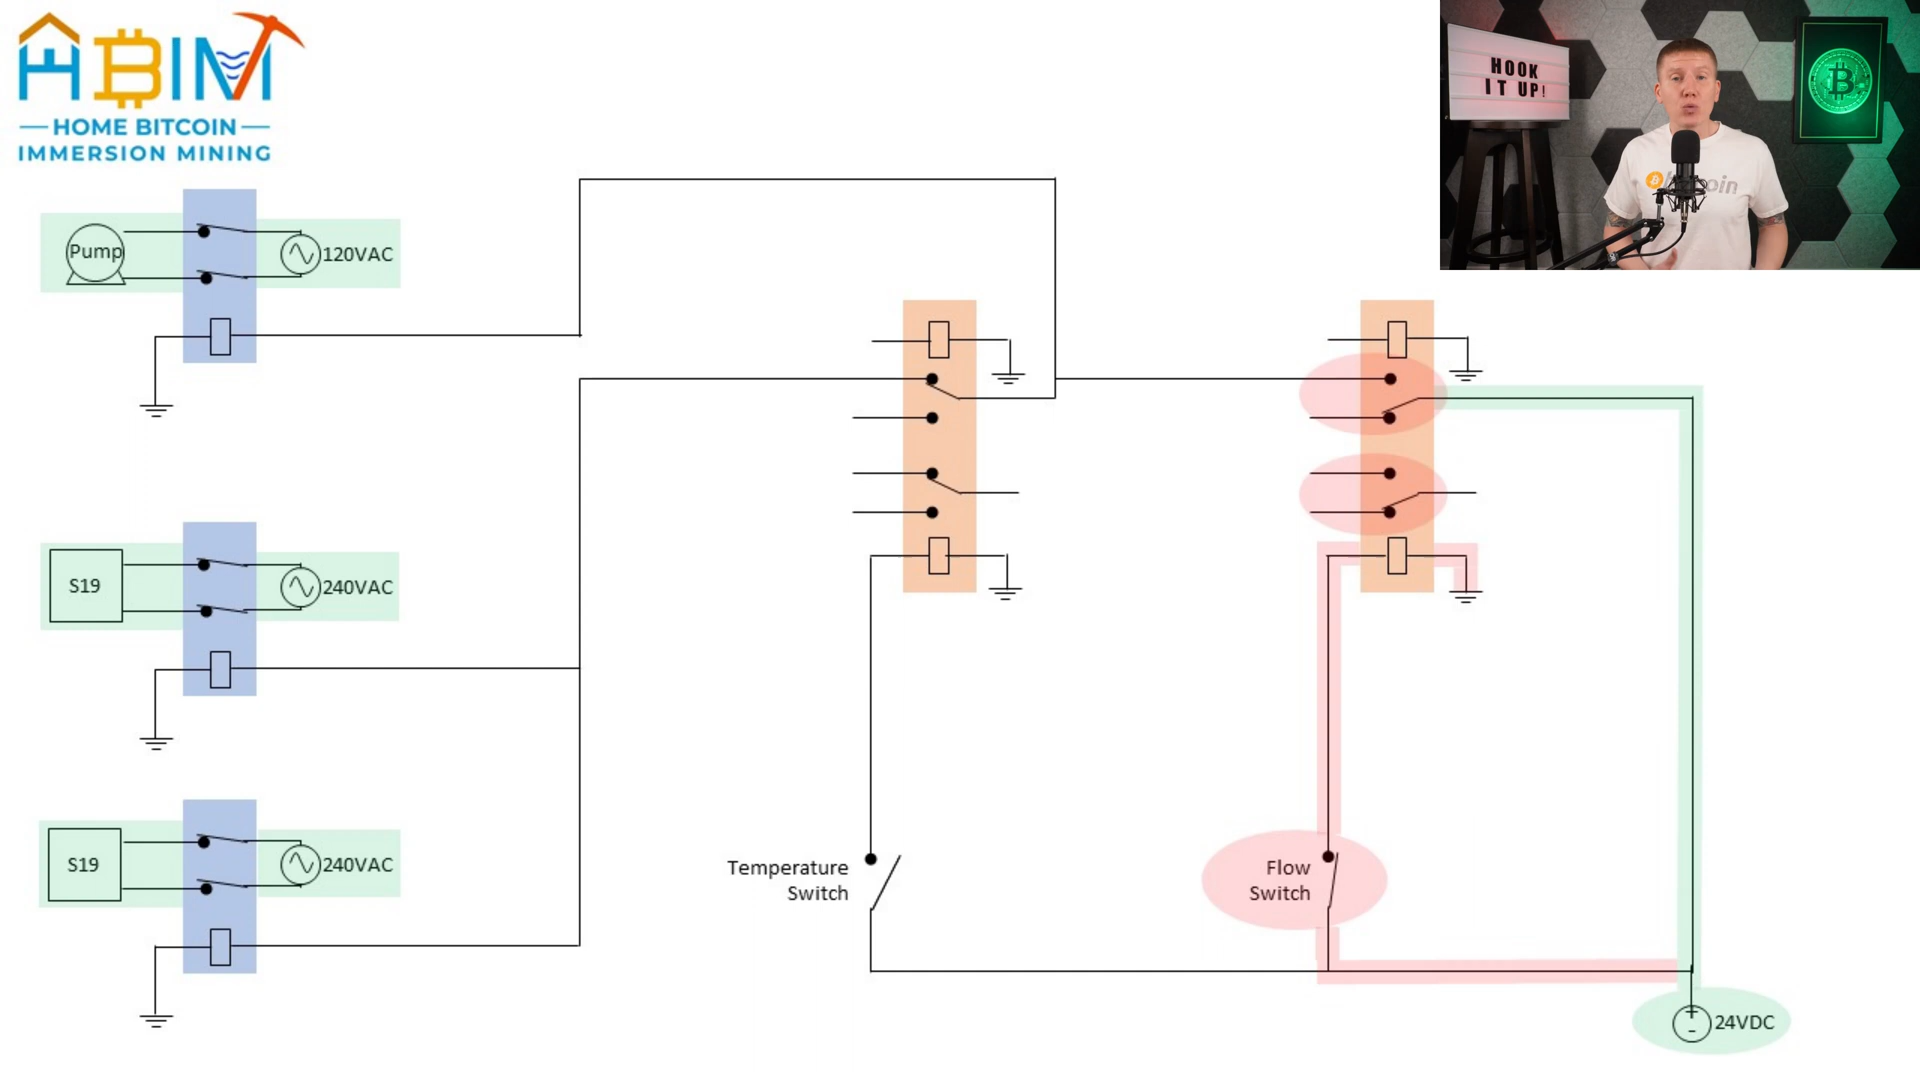 HBIM
HOME BITCOIN
IMMERSION MINING
HOOK
IT UP!
bitcoin
Pump
120VAC
S19
240VAC
S19
240VAC
Temperature
Switch
Flow
Switch
+
-
24VDC